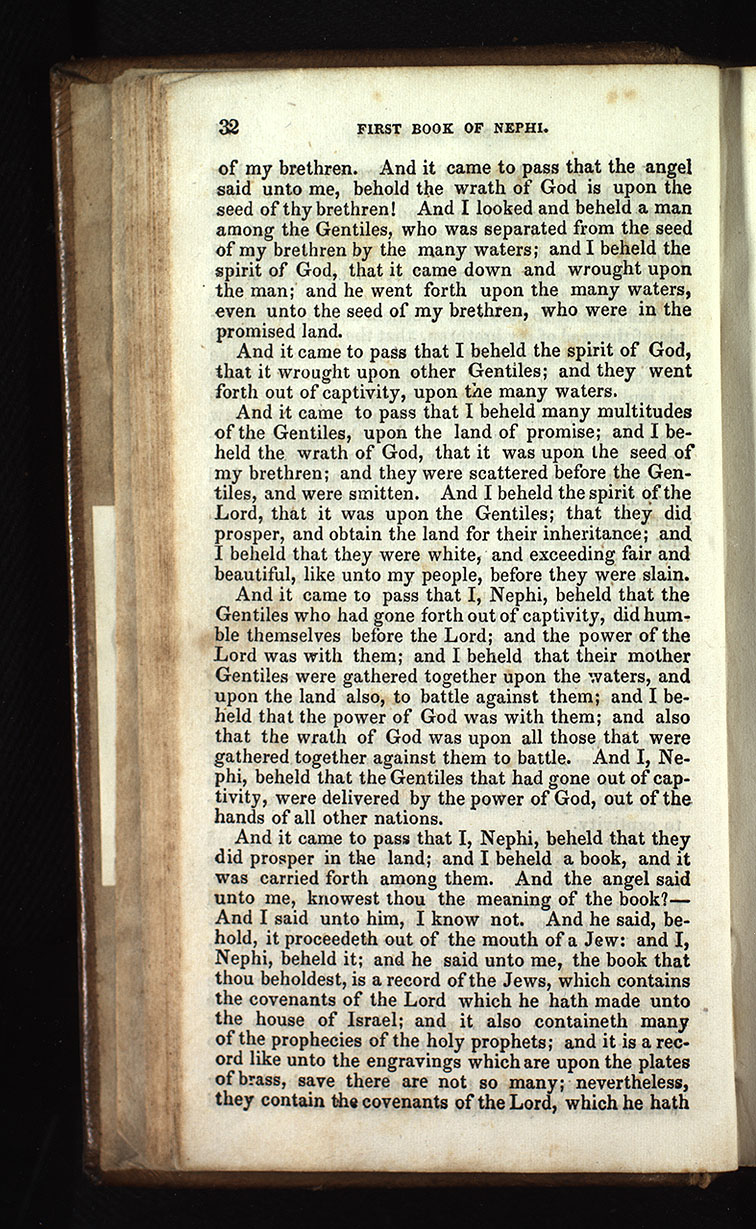 32 FIRST BOOK OF NEPHI.
of my brethren. And it came to pass that the angel
said unto me, behold the wrath of God is upon the
seed of thy brethren! And I looked and beheld a man
among the Gentiles, who was separated from the seed
of my brethren by the many waters; and I beheld the
spirit of God, that it came down and wrought upon
the man; and he went forth upon the many waters,
even unto the seed of my brethren, who were in the
promised land.
And it came to pass that I beheld the spirit of God,
that it wrought upon other Gentiles; and they went
forth out of captivity, upon the many waters.
And it came to pass that I beheld many multitudes
of the Gentiles, upon the land of promise; and I be-
held the wrath of God, that it was upon the seed of
my brethren; and they were scattered before the Gen-
tiles, and were smitten. And I beheld the spirit of the
Lord, that it was upon the Gentiles; that they did
prosper, and obtain the land for their inheritance; and
I beheld that they were white, and exceeding fair and
beautiful, like unto my people, before they were slain.
And it came to pass that I, Nephi, beheld that the
Gentiles who had gone forth out of captivity, did hum-
ble themselves before the Lord; and the power of the
Lord was with them; and I beheld that their mother
Gentiles were gathered together upon the waters, and
upon the land also, to battle against them; and I be-
held that the power of God was with them; and also
that the wrath of God was upon all those that were
gathered together against them to battle. And I, Ne-
phi, beheld that the Gentiles that had gone out of cap-
tivity, were delivered by the power of God, out of the
hands of all other nations.
And it came to pass that I, Nephi, beheld that they
did prosper in the land; and I beheld a book, and it
was carried forth among them. And the angel said
unto me, knowest thou the meaning of the book?—
And I said unto him, I know not. And he said, be-
hold, it proceedeth out of the mouth of a Jew: and I,
Nephi, beheld it; and he said unto me, the book that
thou beholdest, is a record of the Jews, which contains
the covenants of the Lord which he hath made unto
the house of Israel; and it also containeth many
of the prophecies of the holy prophets; and it is a rec-
ord like unto the engravings which are upon the plates
of brass, save there are not so many; nevertheless,
they contain the covenants of the Lord, which he hath